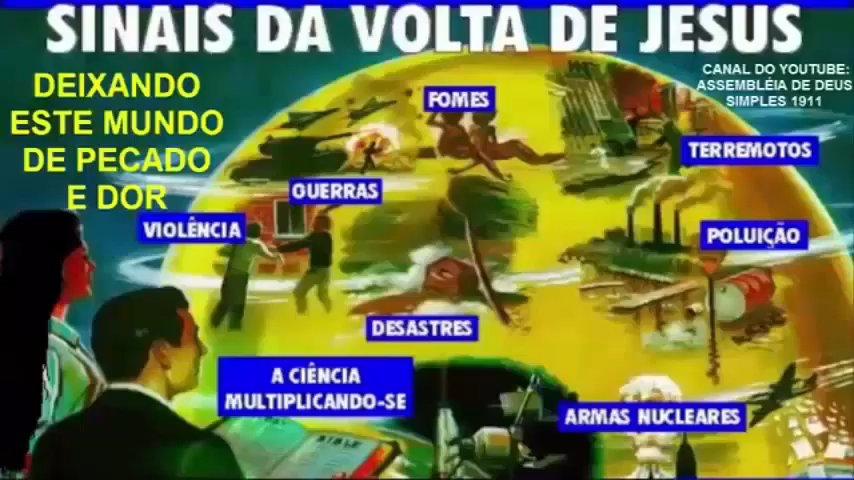 SINAIS DA VOLTA DE JESUS
DEIXANDO
ESTE MUNDO
DE PECADO
E DOR
CANAL DO YOUTUBE:
ASSEMBLÉIA DE DEUS
SIMPLES 1911
FOMES
TERREMOTOS
GUERRAS
VIOLÊNCIA
POLUIÇÃO
DESASTRES
A CIÊNCIA
MULTIPLICANDO-SE
ARMAS NUCLEARES
BIBLE